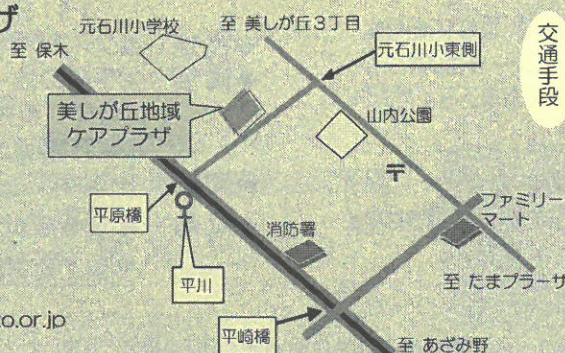 ザ
至 保木
元石川小学校
至 美しが丘3丁目
元石川小東側
交通手段
美しが丘地域
ケアプラザ
山内公園
〒
平原橋
消防署
ファミリー
マート
平川
至 たまプラーザ
o.or.jp
平崎橋
至 あざみ野